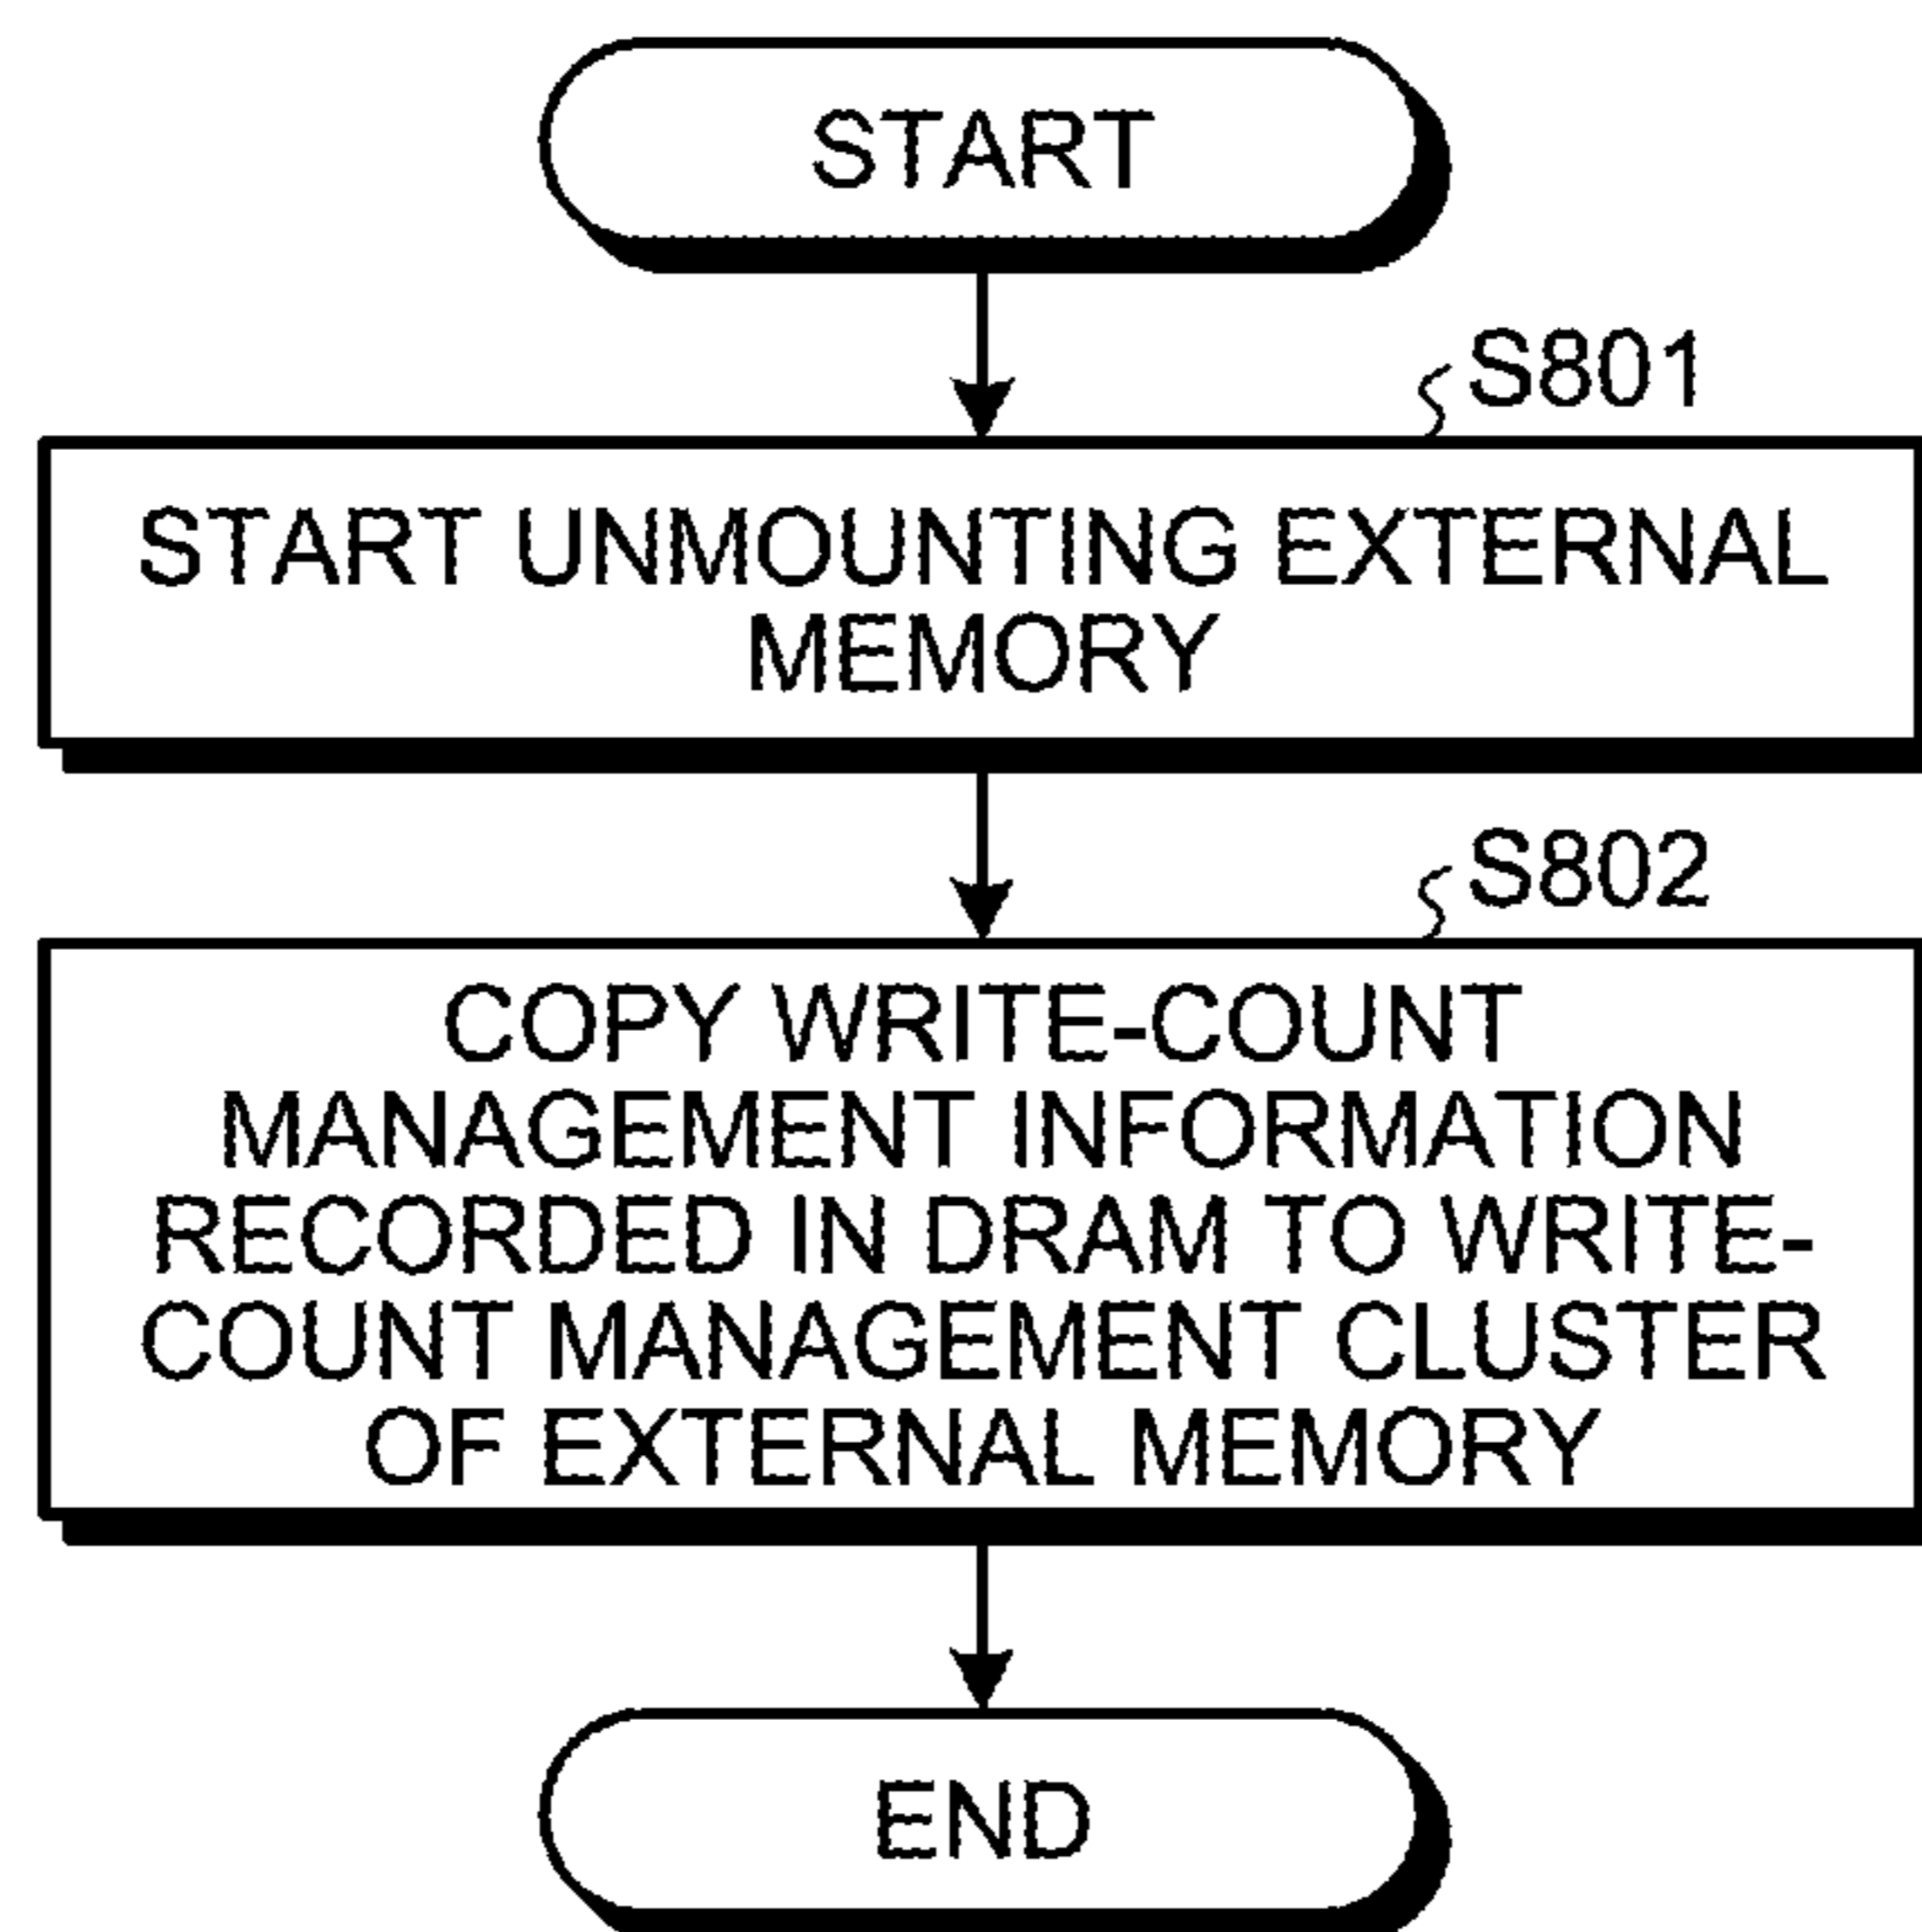 START
S801
START UNMOUNTING EXTERNAL
MEMORY
S802
COPY WRITE-COUNT
MANAGEMENT INFORMATION
RECORDED IN DRAM TO WRITE-
COUNT MANAGEMENT CLUSTER
OF EXTERNAL MEMORY
END